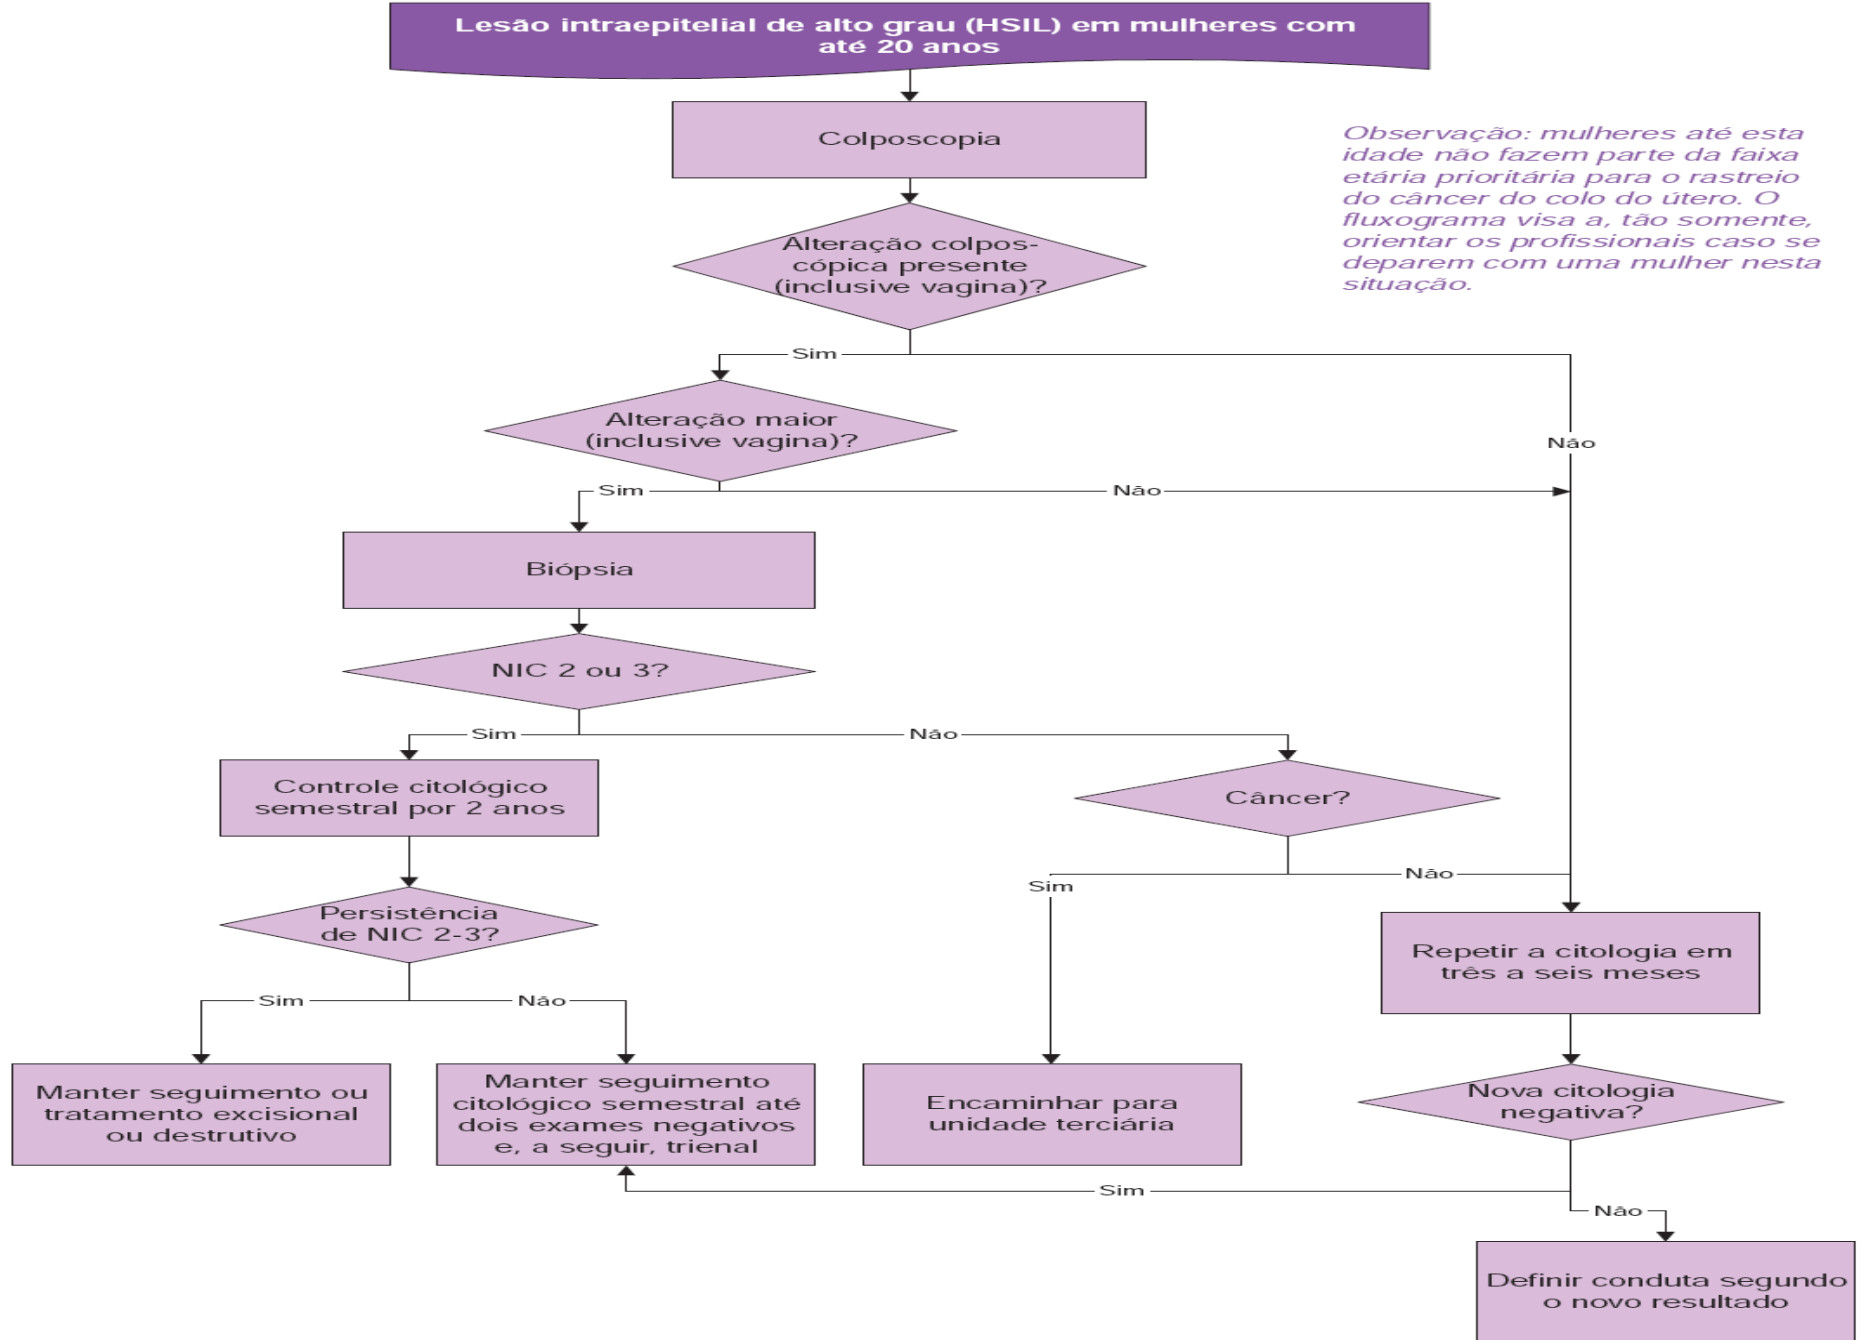 Lesão intraepitelial de alto grau (HSIL) em mulheres com
até 20 anos
Colposcopia
Observação: mulheres até esta
idade não fazem parte da faixa
etária prioritária para o rastreio
do câncer do colo do útero. O
fluxograma visa a, tão somente,
orientar os profissionais caso se
deparem com uma mulher nesta
situação.
Alteração colpos-
cópica presente
(inclusive vagina)?
Sim
Alteração maior
(inclusive vagina)?
Não
Sim
Não
Biópsia
NIC 2 ou 3?
Sim
Não
Controle citológico
semestral por 2 anos
Câncer?
Sim
Não
Persistência
de NIC 2-3?
Repetir a citologia em
três a seis meses
Sim
Não
Manter seguimento ou
tratamento excisional
ou destrutivo
Manter seguimento
citológico semestral até
dois exames negativos
e, a seguir, trienal
Encaminhar para
unidade terciária
Nova citologia
negativa?
Sim
Não
Definir conduta segundo
o novo resultado